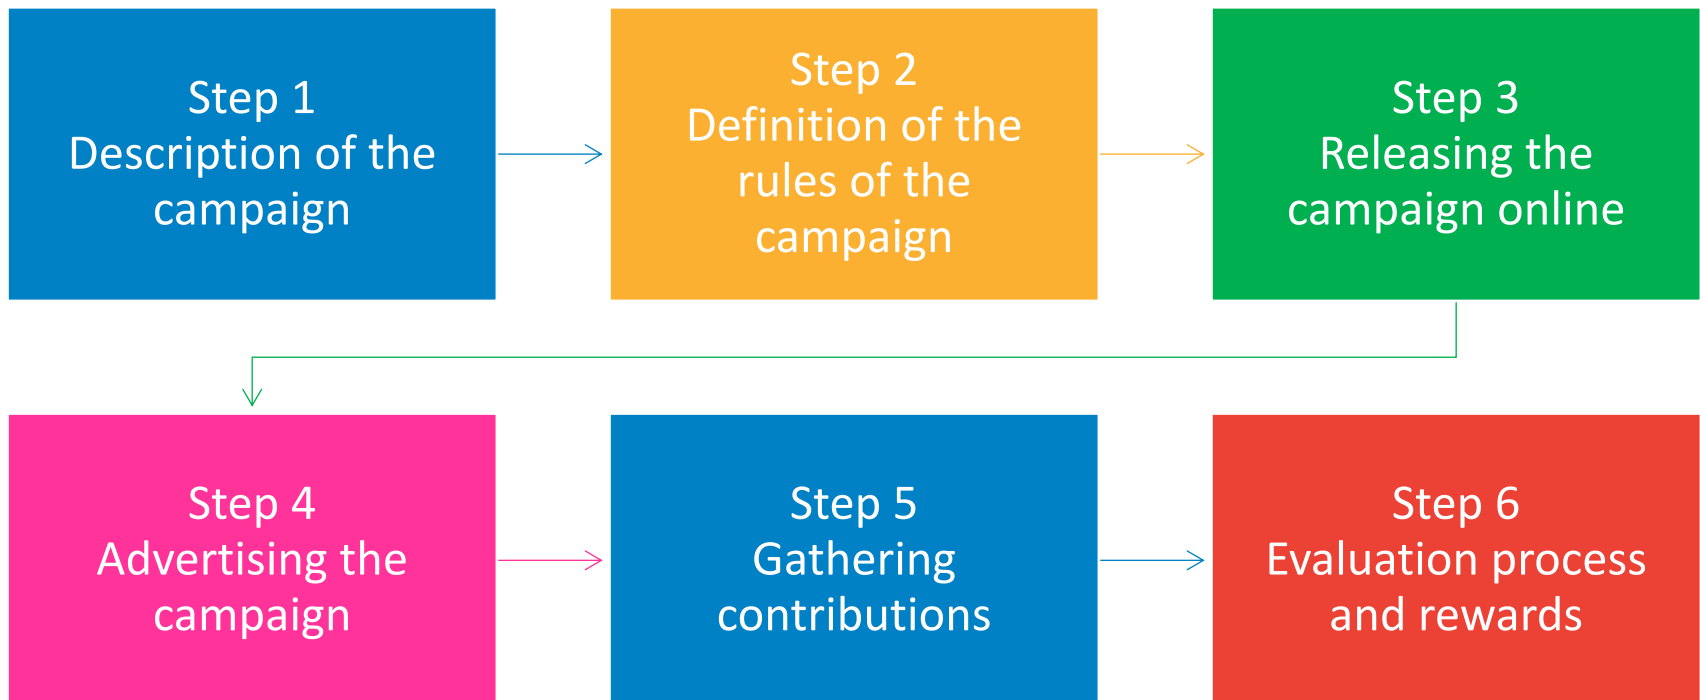 Step 1
Description of the
campaign
Step 2
Definition of the
rules of the
campaign
Step 3
Releasing the
campaign online
Step 4
Advertising the
campaign
Step 5
Gathering
contributions
Step 6
Evaluation process
and rewards